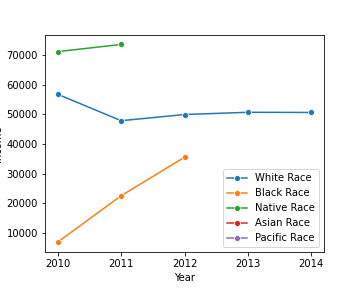 70000
60000
50000
40000
30000
20000
10000
2010 2011 2012 2013 2014
Year
White Race
Black Race
Native Race
Asian Race
Pacific Race